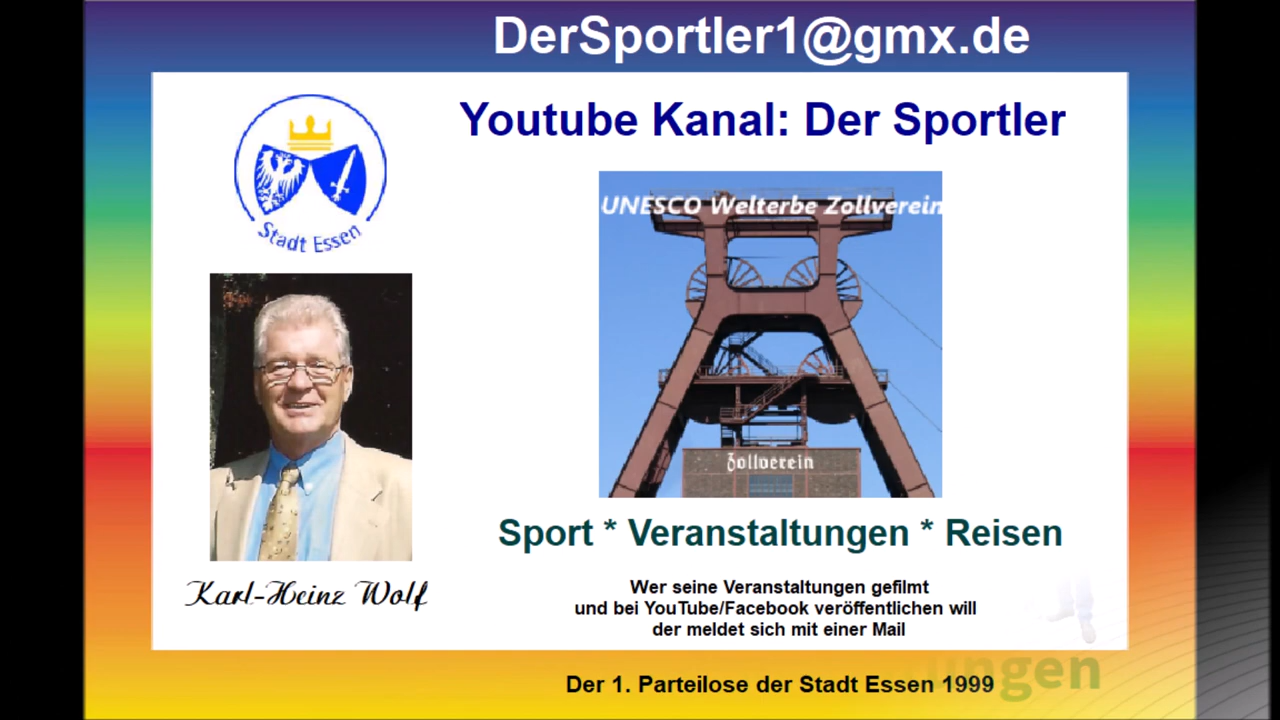 DerSportler1@gmx.de
Youtube Kanal: Der Sportler
Stadt Essen
UNESCO Welterbe Zollverein
Zollverein
Sport * Veranstaltungen * Reisen
Karl-Heinz Wolf
Wer seine Veranstaltungen gefilmt
und bei YouTube/Facebook veröffentlichen will
der meldet sich mit einer Mail
Der 1. Parteilose der Stadt Essen 1999
ungen